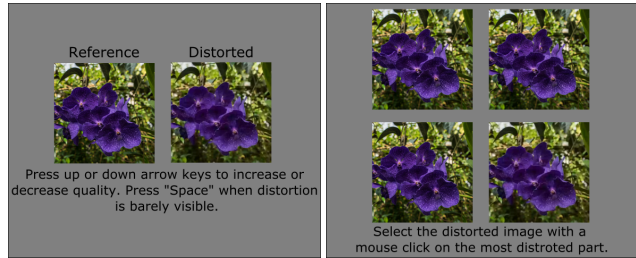 Reference Distorted
Press up or down arrow keys to increase or
decrease quality. Press "Space" when distortion
is barely visible.
Select the distorted image with a
mouse click on the most distroted part.